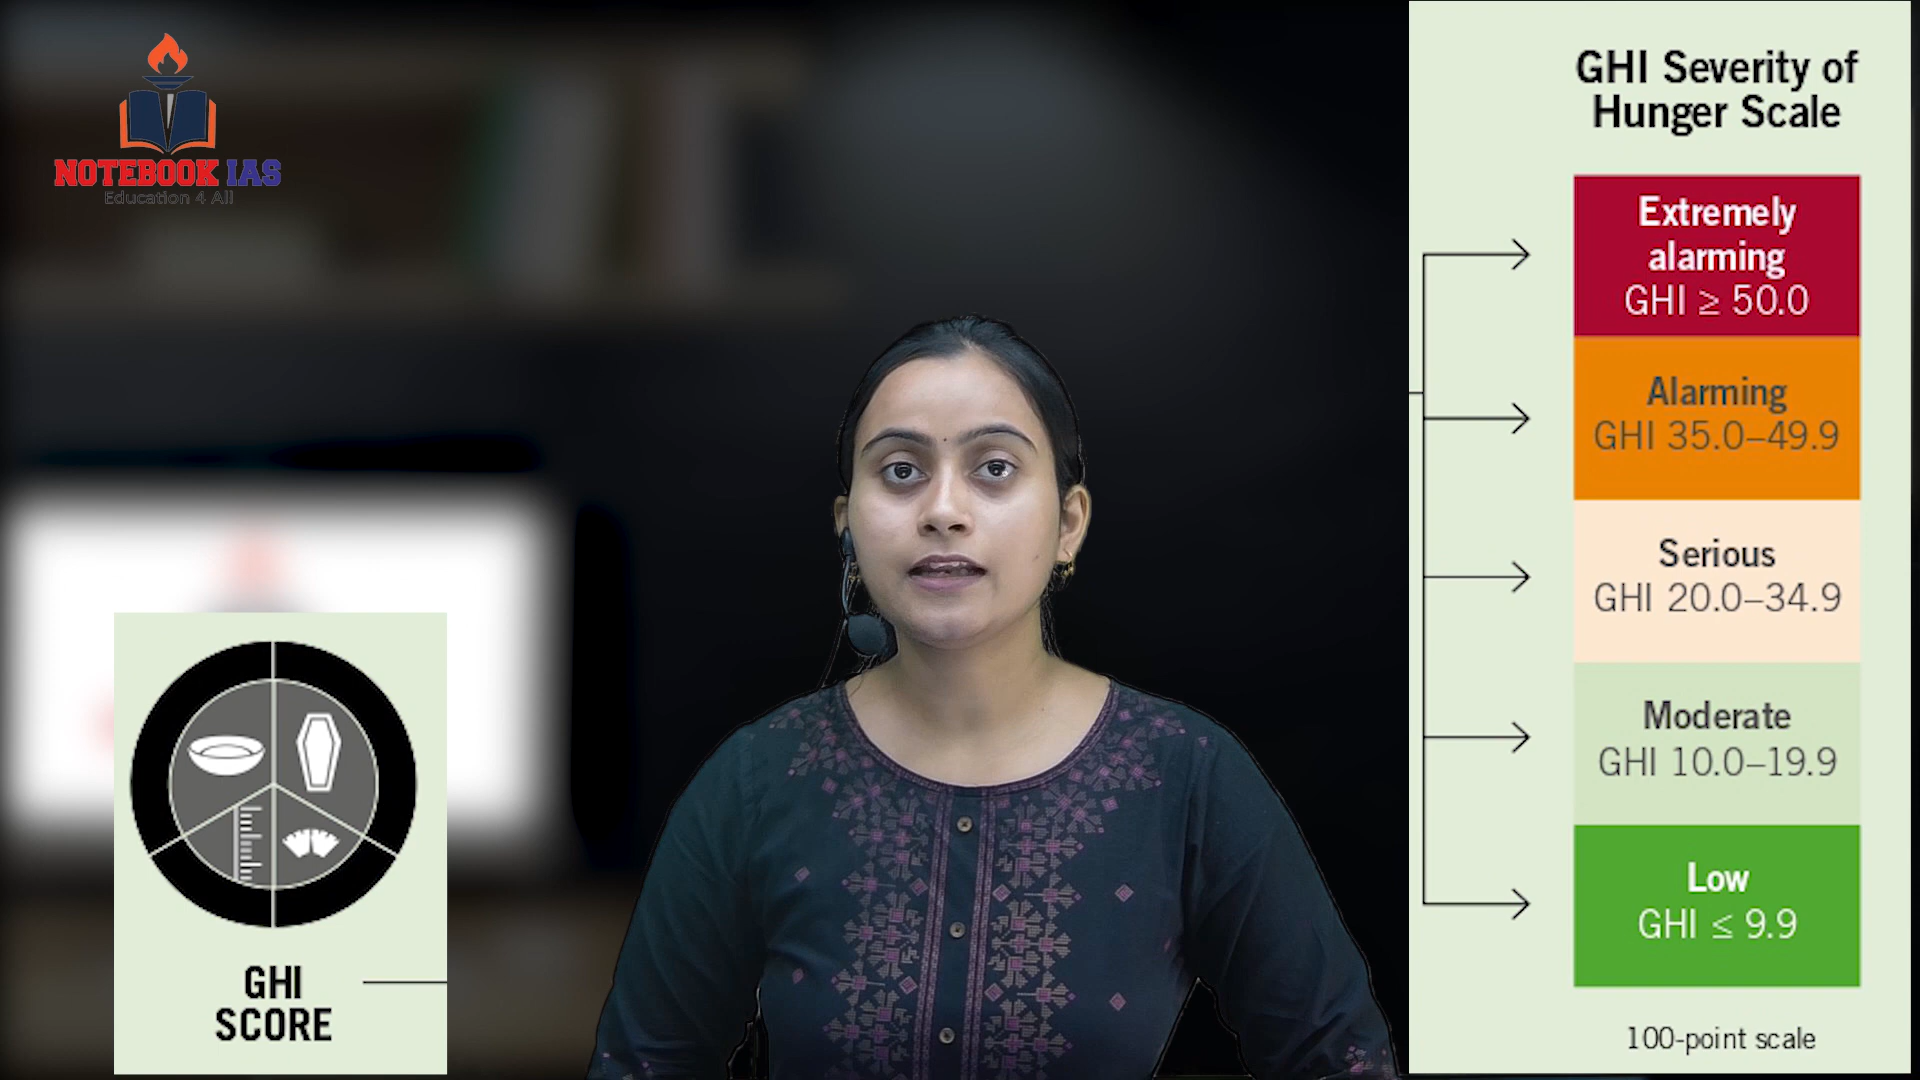 NOTEBOOK IAS
Education 4 All
GHI
SCORE
GHI Severity of
Hunger Scale
Extremely
alarming
GHI ≥ 50.0
Alarming
GHI 35.0–49.9
Serious
GHI 20.0–34.9
Moderate
GHI 10.0–19.9
Low
GHI ≤ 9.9
100-point scale